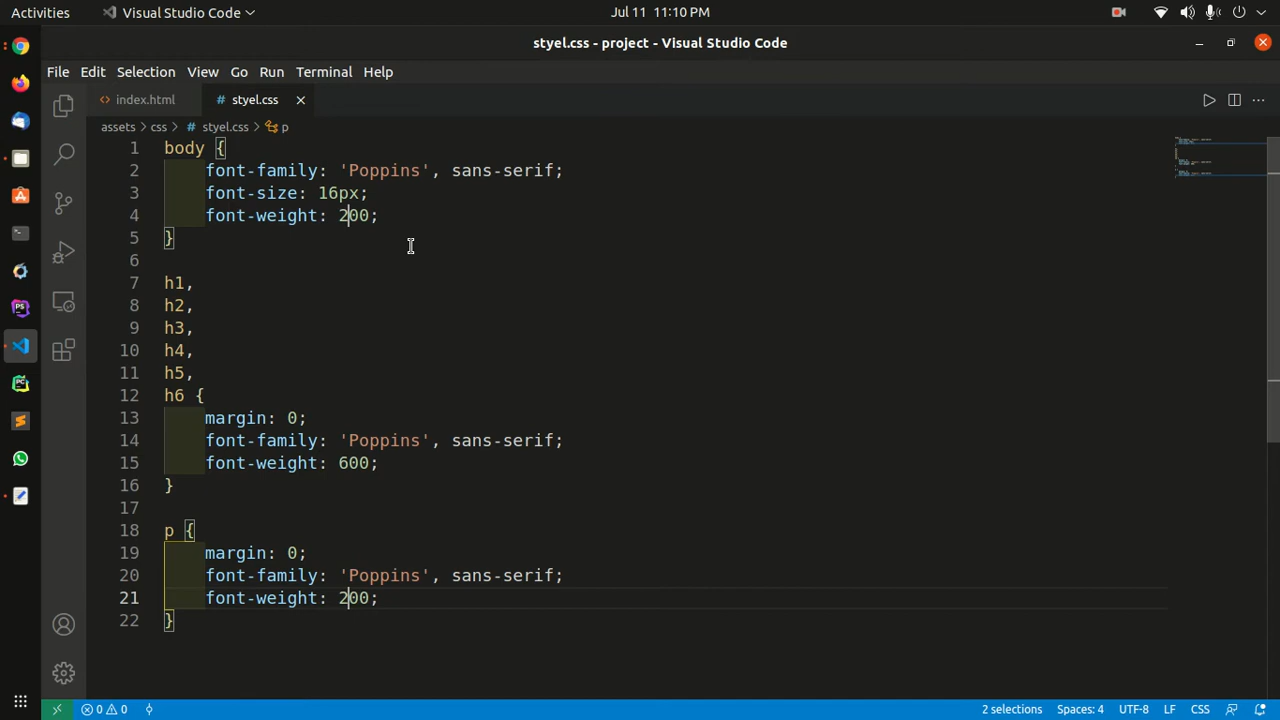 Activities
Visual Studio Code
Jul 11 11:10 PM
styel.css - project - Visual Studio Code
File Edit Selection View Go Run Terminal Help
index.html
# styel.css
assets > css > # styel.css > p
1 body {
2 font-family: 'Poppins', sans-serif;
3 font-size: 16px;
4 font-weight: 200;
5 }
6
7 h1,
8 h2,
9 h3,
10 h4,
11 h5,
12 h6 {
13 margin: 0;
14 font-family: 'Poppins', sans-serif;
15 font-weight: 600;
16 }
17
18 p {
19 margin: 0;
20 font-family: 'Poppins', sans-serif;
21 font-weight: 200;
22 }
0 0 2 selections Spaces: 4 UTF-8 LF CSS